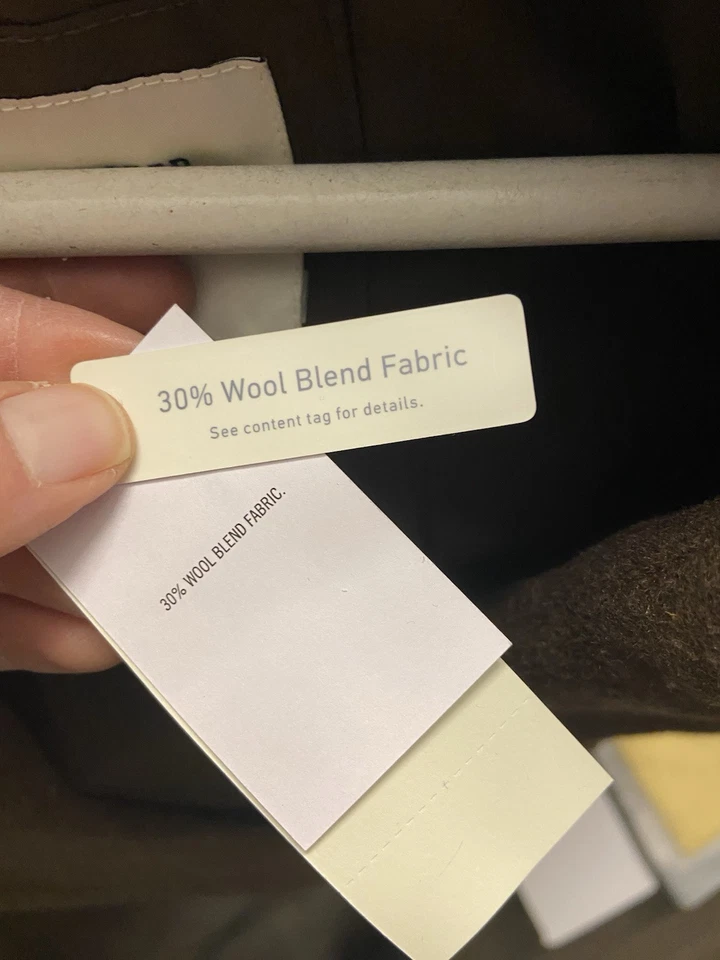 30% Wool Blend Fabric
See content tag for details.
30% WOOL BLEND FABRIC.